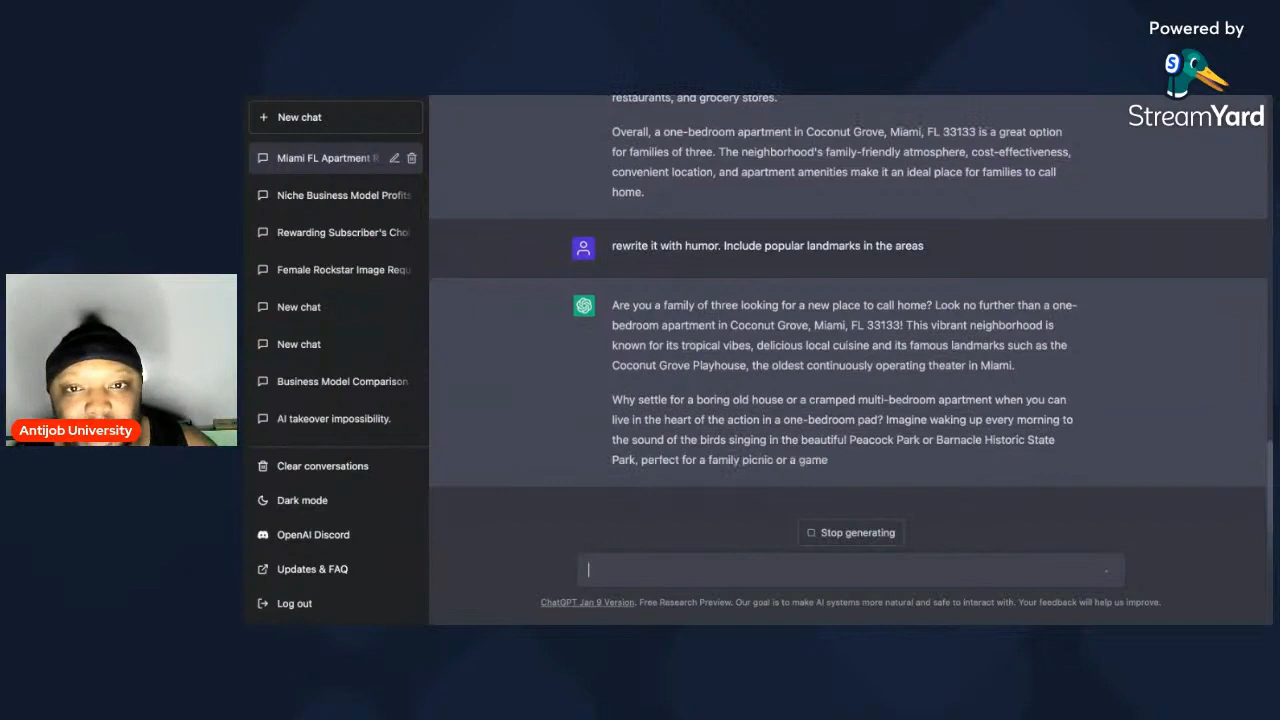 Powered by
S
StreamYard
+ New chat
Miami FL Apartment R
Niche Business Model Profits
Rewarding Subscriber's Choi
Female Rockstar Image Requ
New chat
New chat
Business Model Comparison
AI takeover impossibility.
Clear conversations
Dark mode
OpenAI Discord
Updates & FAQ
Log out
restaurants, and grocery stores.
Overall, a one-bedroom apartment in Coconut Grove, Miami, FL 33133 is a great option
for families of three. The neighborhood's family-friendly atmosphere, cost-effectiveness,
convenient location, and apartment amenities make it an ideal place for families to call
home.
rewrite it with humor. Include popular landmarks in the areas
Are you a family of three looking for a new place to call home? Look no further than a one-
bedroom apartment in Coconut Grove, Miami, FL 33133! This vibrant neighborhood is
known for its tropical vibes, delicious local cuisine and its famous landmarks such as the
Coconut Grove Playhouse, the oldest continuously operating theater in Miami.
Why settle for a boring old house or a cramped multi-bedroom apartment when you can
live in the heart of the action in a one-bedroom pad? Imagine waking up every morning to
the sound of the birds singing in the beautiful Peacock Park or Barnacle Historic State
Park, perfect for a family picnic or a game
Stop generating
ChatGPT Jan 9 Version. Free Research Preview. Our goal is to make AI systems more natural and safe to interact with. Your feedback will help us improve.
Antijob University